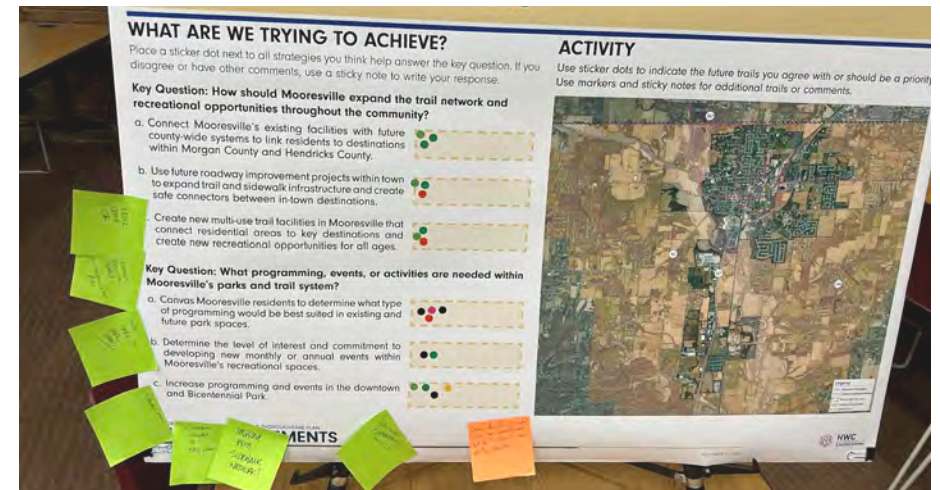 WHAT ARE WE TRYING TO ACHIEVE?
Place a sticker dot next to all strategies you think help answer the key question. If you
disagree or have other comments, use a sticky note to write your response.
Key Question: How should Mooresville expand the trail network and
recreational opportunities throughout the community?
a. Connect Mooresville's existing facilities with future
county-wide systems to link residents to destinations
within Morgan County and Hendricks County.
b. Use future roadway improvement projects within town
to expand trail and sidewalk infrastructure and create
safe connectors between in-town destinations.
Create new multi-use trail facilities in Mooresville that
connect residential areas to key destinations and
create new recreational opportunities for all ages.
Key Question: What programming, events, or activities are needed within
Mooresville's parks and trail system?
a. Canvas Mooresville residents to determine what type
of programming would be best suited in existing and
future park spaces.
b. Determine the level of interest and commitment to
developing new monthly or annual events within
Mooresville's recreational spaces.
c. Increase programming and events in the downtown
and Bicentennial Park.
THOROUGHFARE PLAN
MENTS
SIDEWALK
ACTIVITY
Use sticker dots to indicate the future trails you agree with or should be a priority
Use markers and sticky notes for additional trails or comments.
HWC